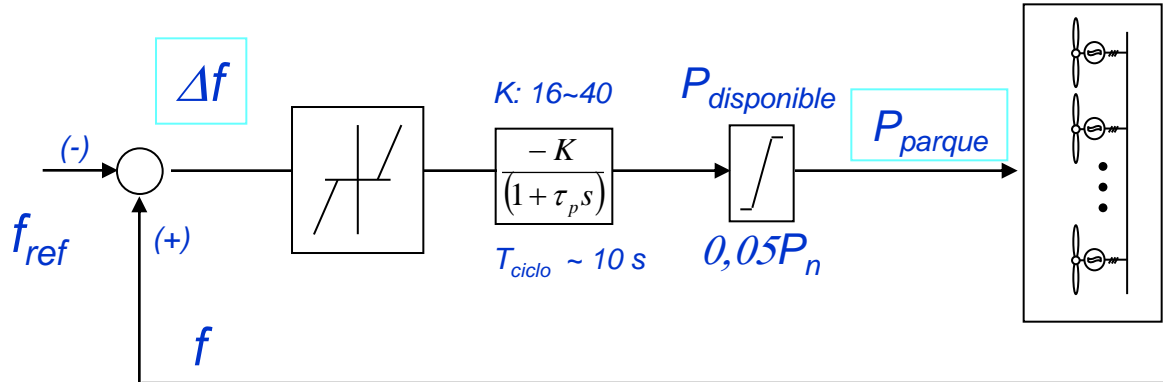 Δf
K: 16~40
P_disponible
P_parque
(-)
− K
(1 + τ_p s)
f_ref
(+)
T_ciclo ~ 10 s
0,05P_n
f